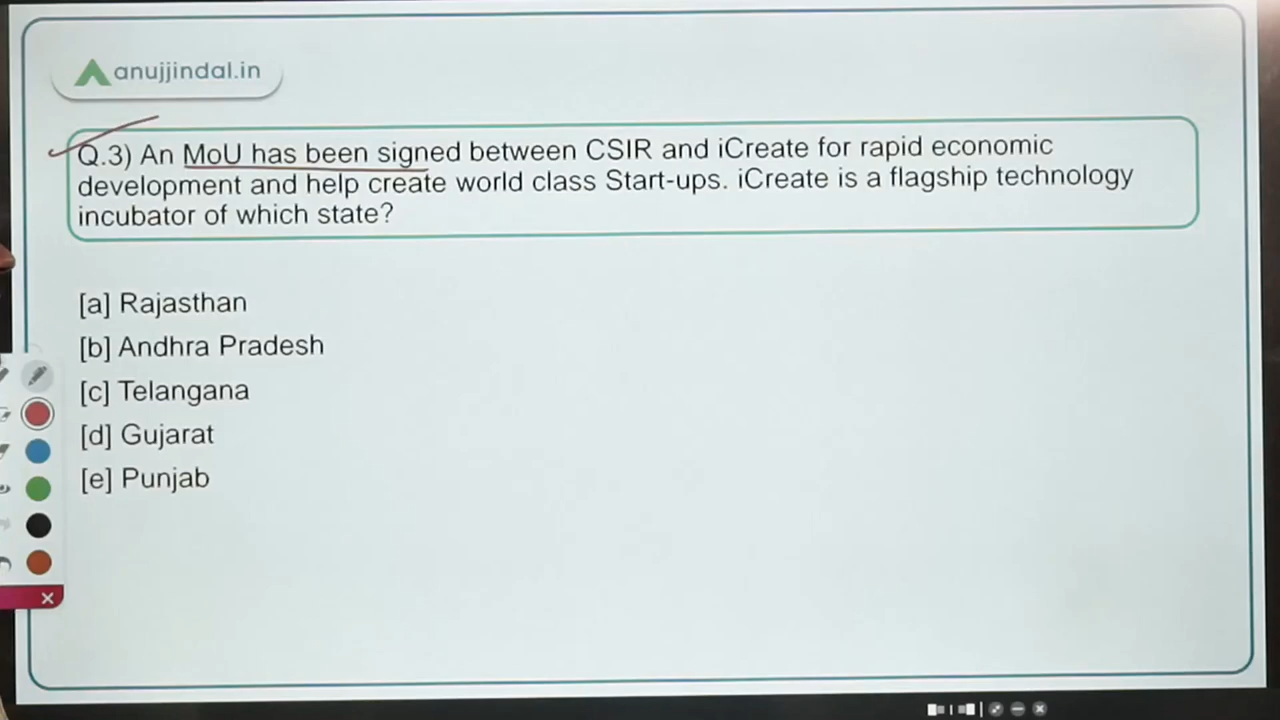 anujjindal.in
Q.3) An MoU has been signed between CSIR and iCreate for rapid economic
development and help create world class Start-ups. iCreate is a flagship technology
incubator of which state?
[a] Rajasthan
[b] Andhra Pradesh
[c] Telangana
[d] Gujarat
[e] Punjab